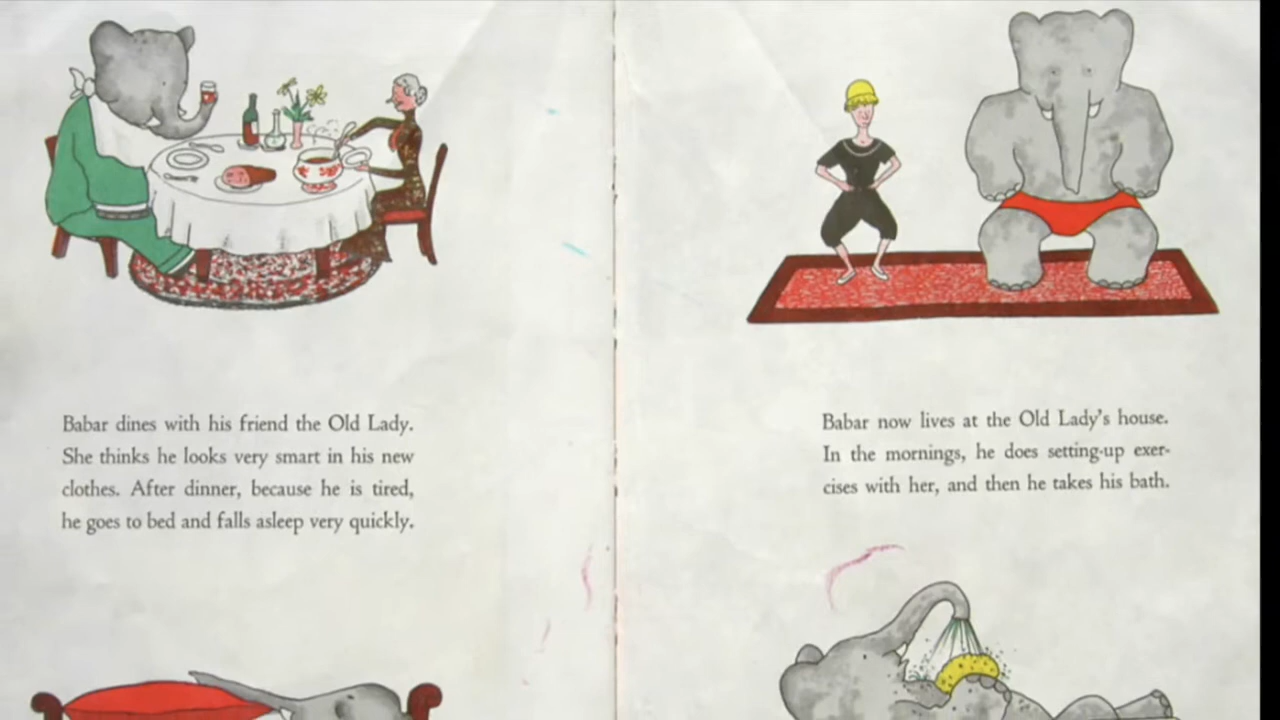 Babar dines with his friend the Old Lady.
She thinks he looks very smart in his new
clothes. After dinner, because he is tired,
he goes to bed and falls asleep very quickly.
Babar now lives at the Old Lady's house.
In the mornings, he does setting-up exer-
cises with her, and then he takes his bath.